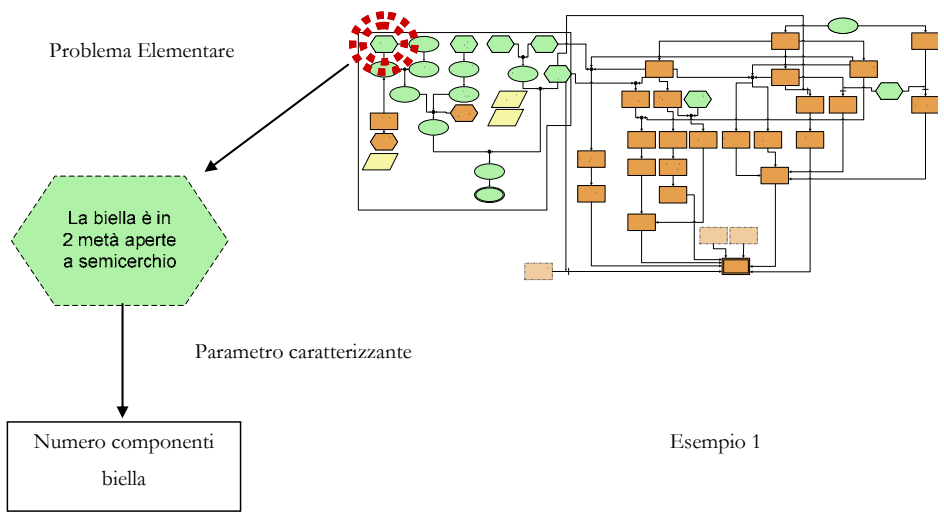 Problema Elementare
La biella è in
2 metà aperte
a semicerchio
Parametro caratterizzante
Numero componenti
biella
Esempio 1